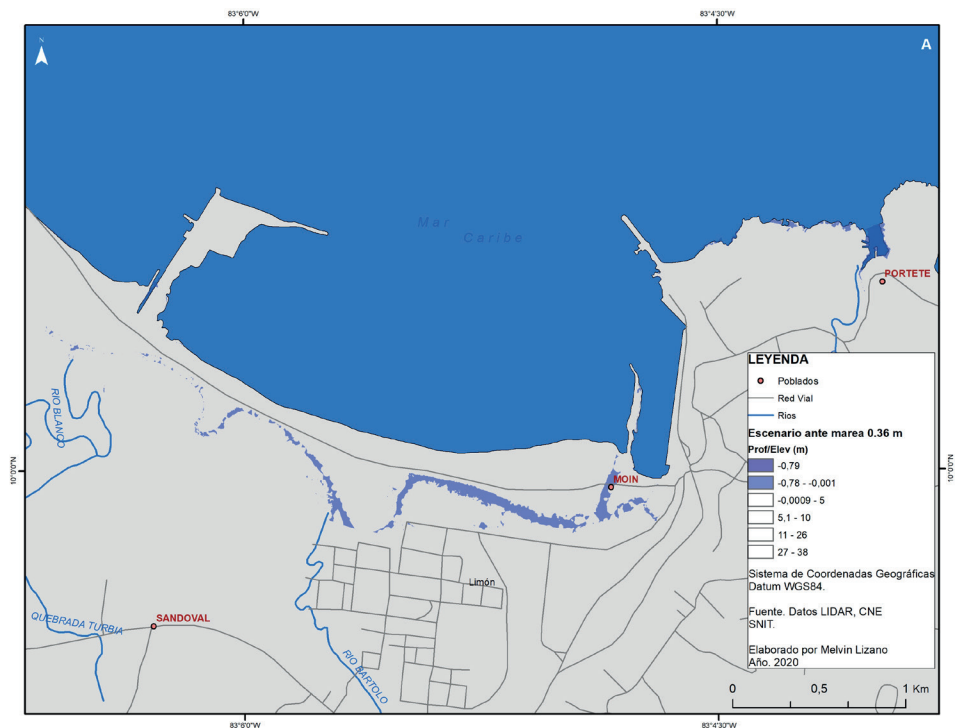 83°6'0"W
83°4'30"W
N
A
Mar
Caribe
PORTETE
RIO BLANCO
10°0'0"N
10°0'0"N
MOIN
Limón
SANDOVAL
QUEBRADA TURBIA
RIO BARTOLO
LEYENDA
Poblados
Red Vial
Rios
Escenario ante marea 0.36 m
Prof/Elev (m)
-0,79
-0,78 - -0,001
-0,0009 - 5
5,1 - 10
11 - 26
27 - 38
Sistema de Coordenadas Geográficas
Datum WGS84.
Fuente. Datos LIDAR, CNE
SNIT.
Elaborado por Melvin Lizano
Año. 2020
0 0,5 1 Km
83°6'0"W
83°4'30"W